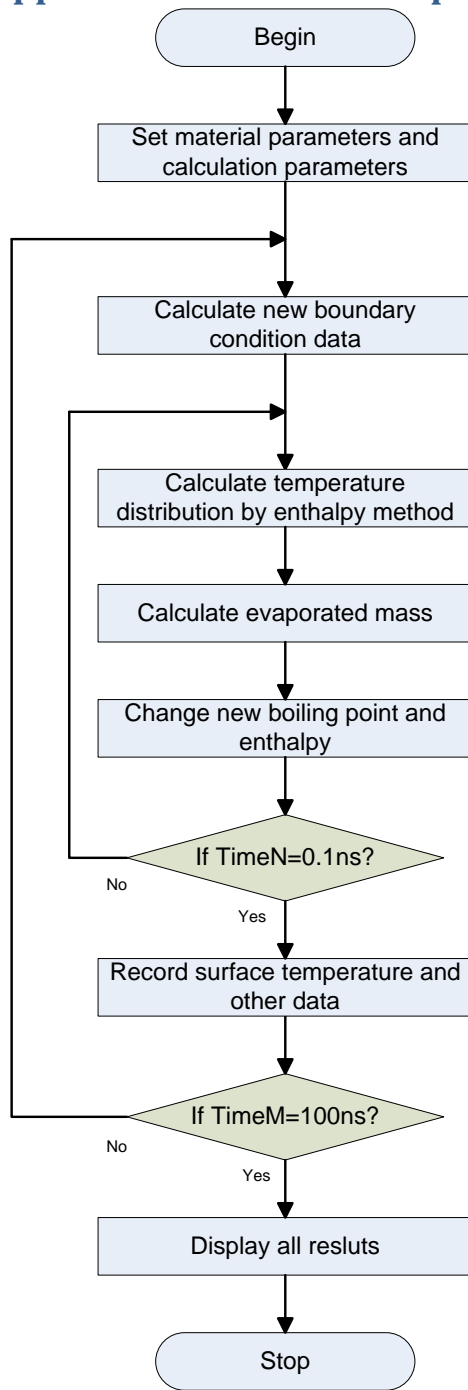 Begin
Set material parameters and
calculation parameters
Calculate new boundary
condition data
Calculate temperature
distribution by enthalpy method
Calculate evaporated mass
Change new boiling point and
enthalpy
If TimeN=0.1ns?
No
Yes
Record surface temperature and
other data
If TimeM=100ns?
No
Yes
Display all resluts
Stop